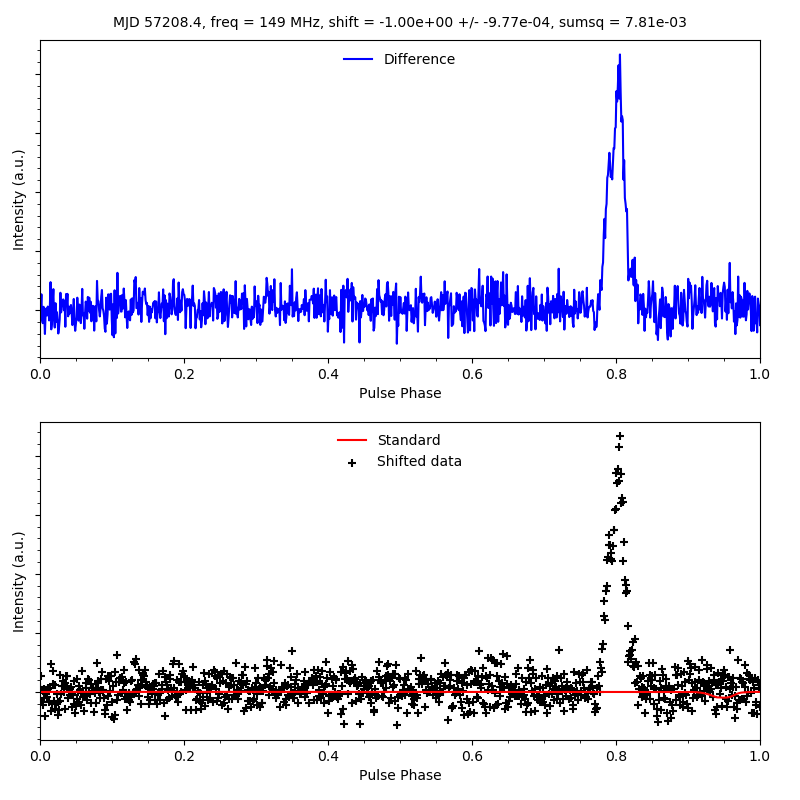 MJD 57208.4, freq = 149 MHz, shift = -1.00e+00 +/- -9.77e-04, sumsq = 7.81e-03
Difference
Intensity (a.u.)
0.0 0.2 0.4 0.6 0.8 1.0
Pulse Phase
Standard
Shifted data
Intensity (a.u.)
0.0 0.2 0.4 0.6 0.8 1.0
Pulse Phase